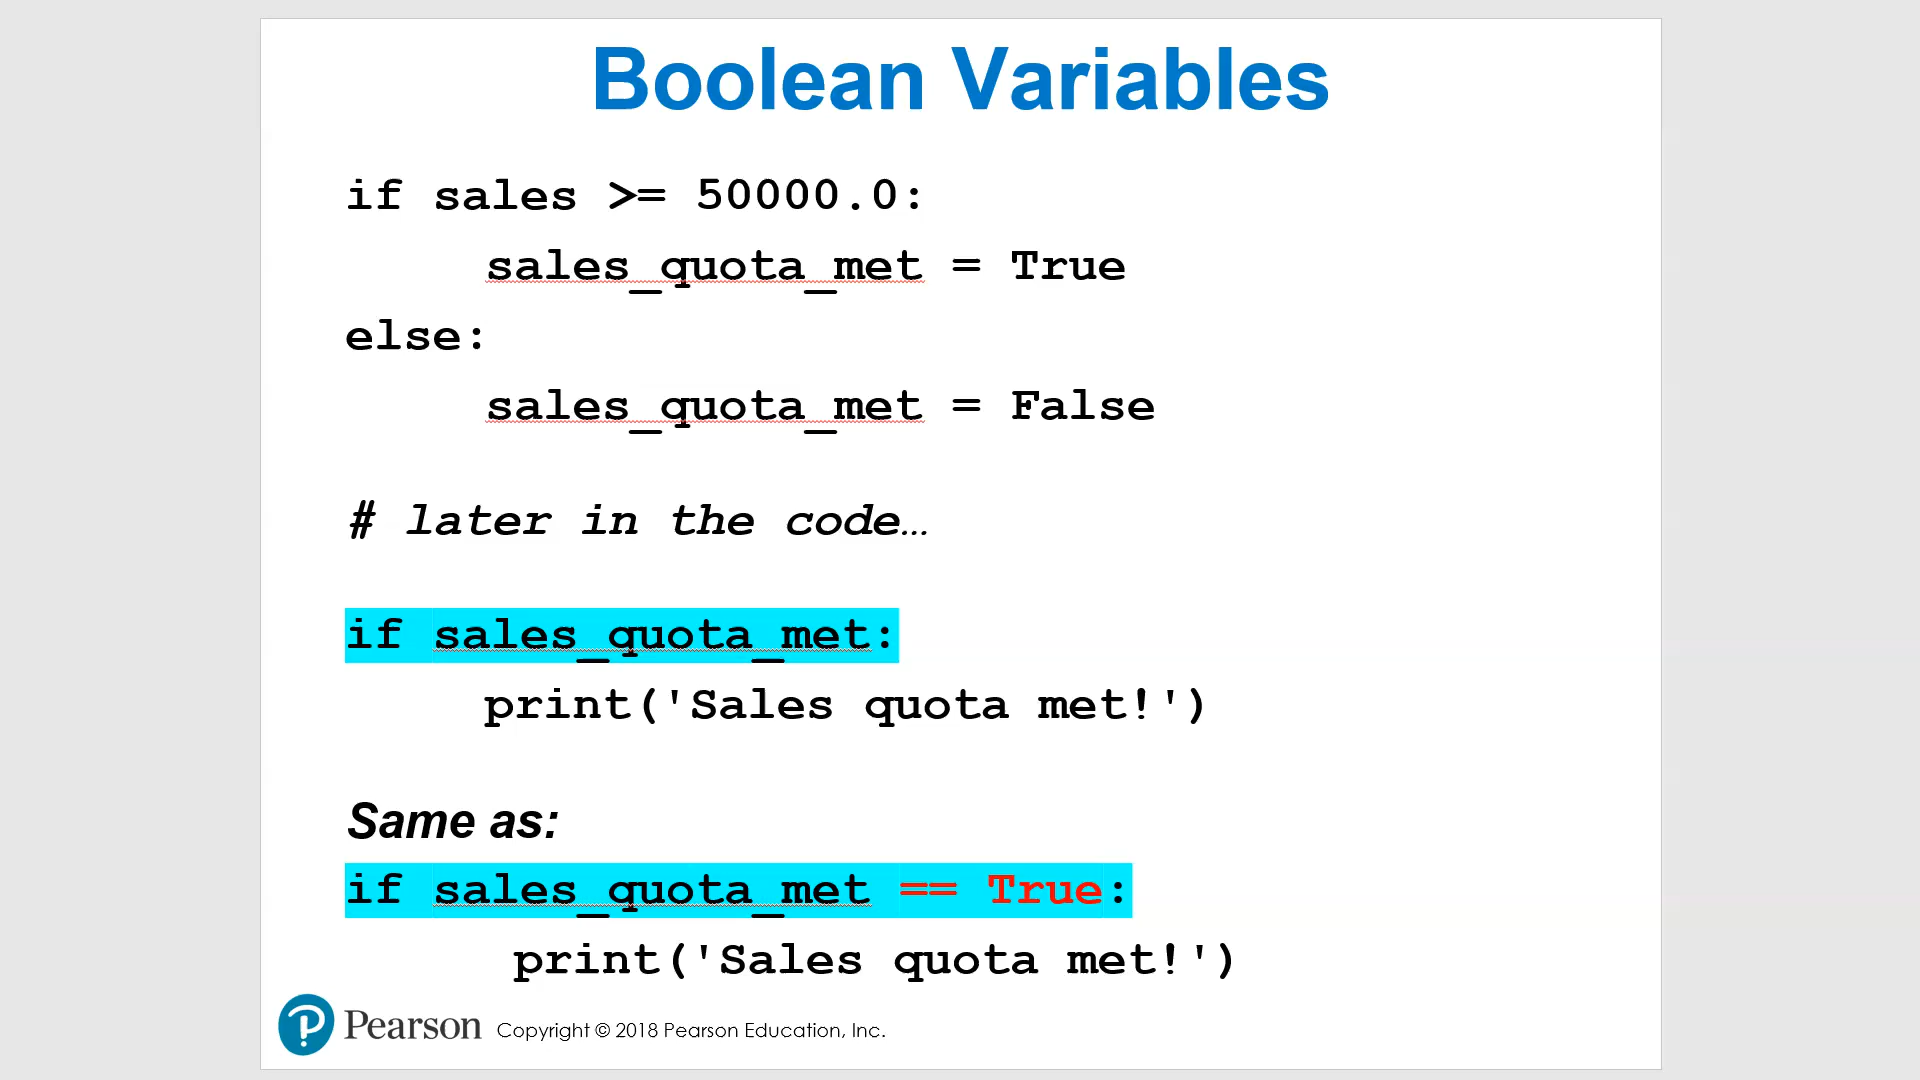 Boolean Variables
if sales >= 50000.0:
sales_quota_met = True
else:
sales_quota_met = False
# later in the code…
if sales_quota_met:
print('Sales quota met!')
Same as:
if sales_quota_met == True:
print('Sales quota met!')
Pearson Copyright © 2018 Pearson Education, Inc.